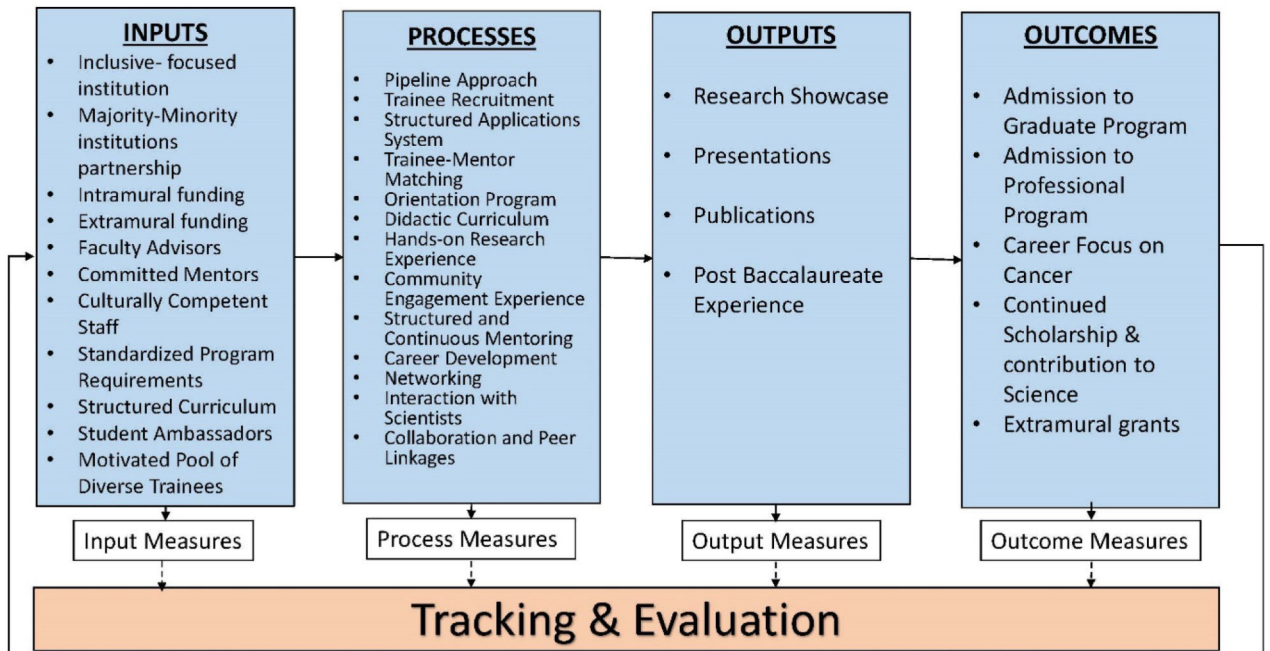 INPUTS
• Inclusive- focused
institution
• Majority-Minority
institutions
partnership
• Intramural funding
• Extramural funding
• Faculty Advisors
• Committed Mentors
• Culturally Competent
Staff
• Standardized Program
Requirements
• Structured Curriculum
• Student Ambassadors
• Motivated Pool of
Diverse Trainees
Input Measures
PROCESSES
• Pipeline Approach
• Trainee Recruitment
• Structured Applications
System
• Trainee-Mentor
Matching
• Orientation Program
• Didactic Curriculum
• Hands-on Research
Experience
• Community
Engagement Experience
• Structured and
Continuous Mentoring
• Career Development
• Networking
• Interaction with
Scientists
• Collaboration and Peer
Linkages
Process Measures
OUTPUTS
• Research Showcase
• Presentations
• Publications
• Post Baccalaureate
Experience
Output Measures
OUTCOMES
• Admission to
Graduate Program
• Admission to
Professional
Program
• Career Focus on
Cancer
• Continued
Scholarship &
contribution to
Science
• Extramural grants
Outcome Measures
Tracking & Evaluation